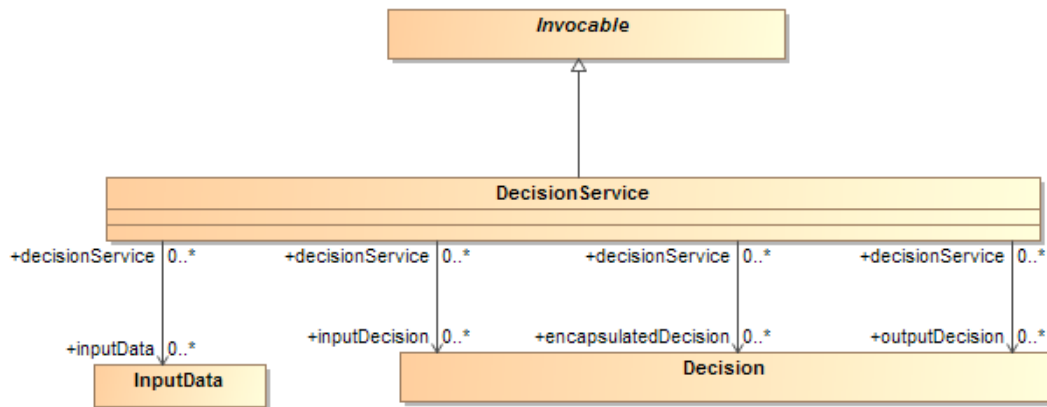 Invocable
DecisionService
+decisionService 0..* +decisionService 0..* +decisionService 0..* +decisionService 0..*
+inputData 0..* +inputDecision 0..* +encapsulatedDecision 0..* +outputDecision 0..*
InputData Decision